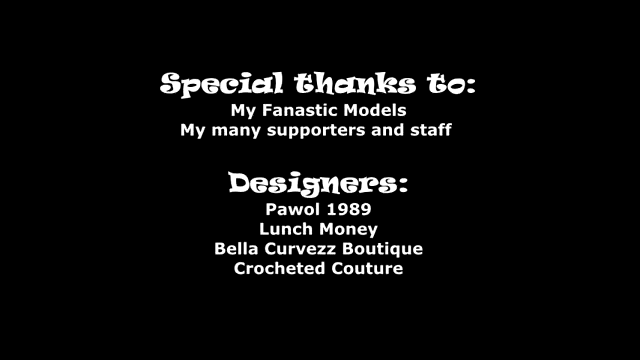 Special thanks to:
My Fanastic Models
My many supporters and staff
Designers:
Pawol 1989
Lunch Money
Bella Curvezz Boutique
Crocheted Couture